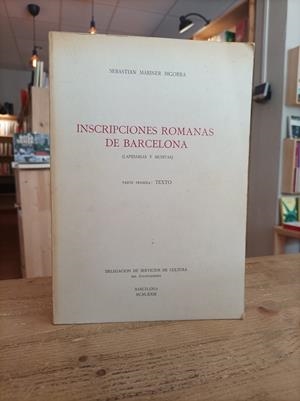 SEBASTIAN MARINER BIGORRA
INSCRIPCIONES ROMANAS
DE BARCELONA
(LAPIDARIAS Y MUSIVAS)
PARTE PRIMERA: TEXTO
DELEGACION DE SERVICIOS DE CULTURA
DEL AYUNTAMIENTO
BARCELONA
MCMLXXIII